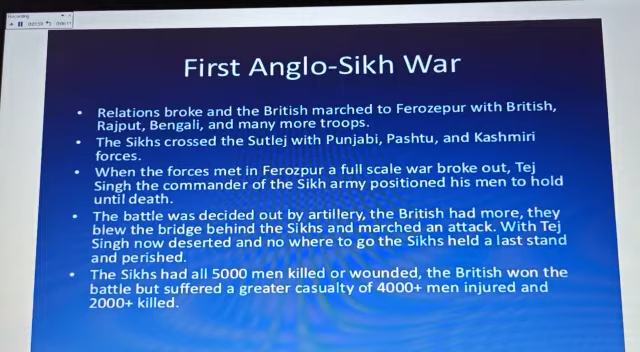 Recording
First Anglo-Sikh War
• Relations broke and the British marched to Ferozepur with British,
Rajput, Bengali, and many more troops.
• The Sikhs crossed the Sutlej with Punjabi, Pashtu, and Kashmiri
forces.
• When the forces met in Ferozpur a full scale war broke out, Tej
Singh the commander of the Sikh army positioned his men to hold
until death.
• The battle was decided out by artillery, the British had more, they
blew the bridge behind the Sikhs and marched an attack. With Tej
Singh now deserted and no where to go the Sikhs held a last stand
and perished.
• The Sikhs had all 5000 men killed or wounded, the British won the
battle but suffered a greater casualty of 4000+ men injured and
2000+ killed.